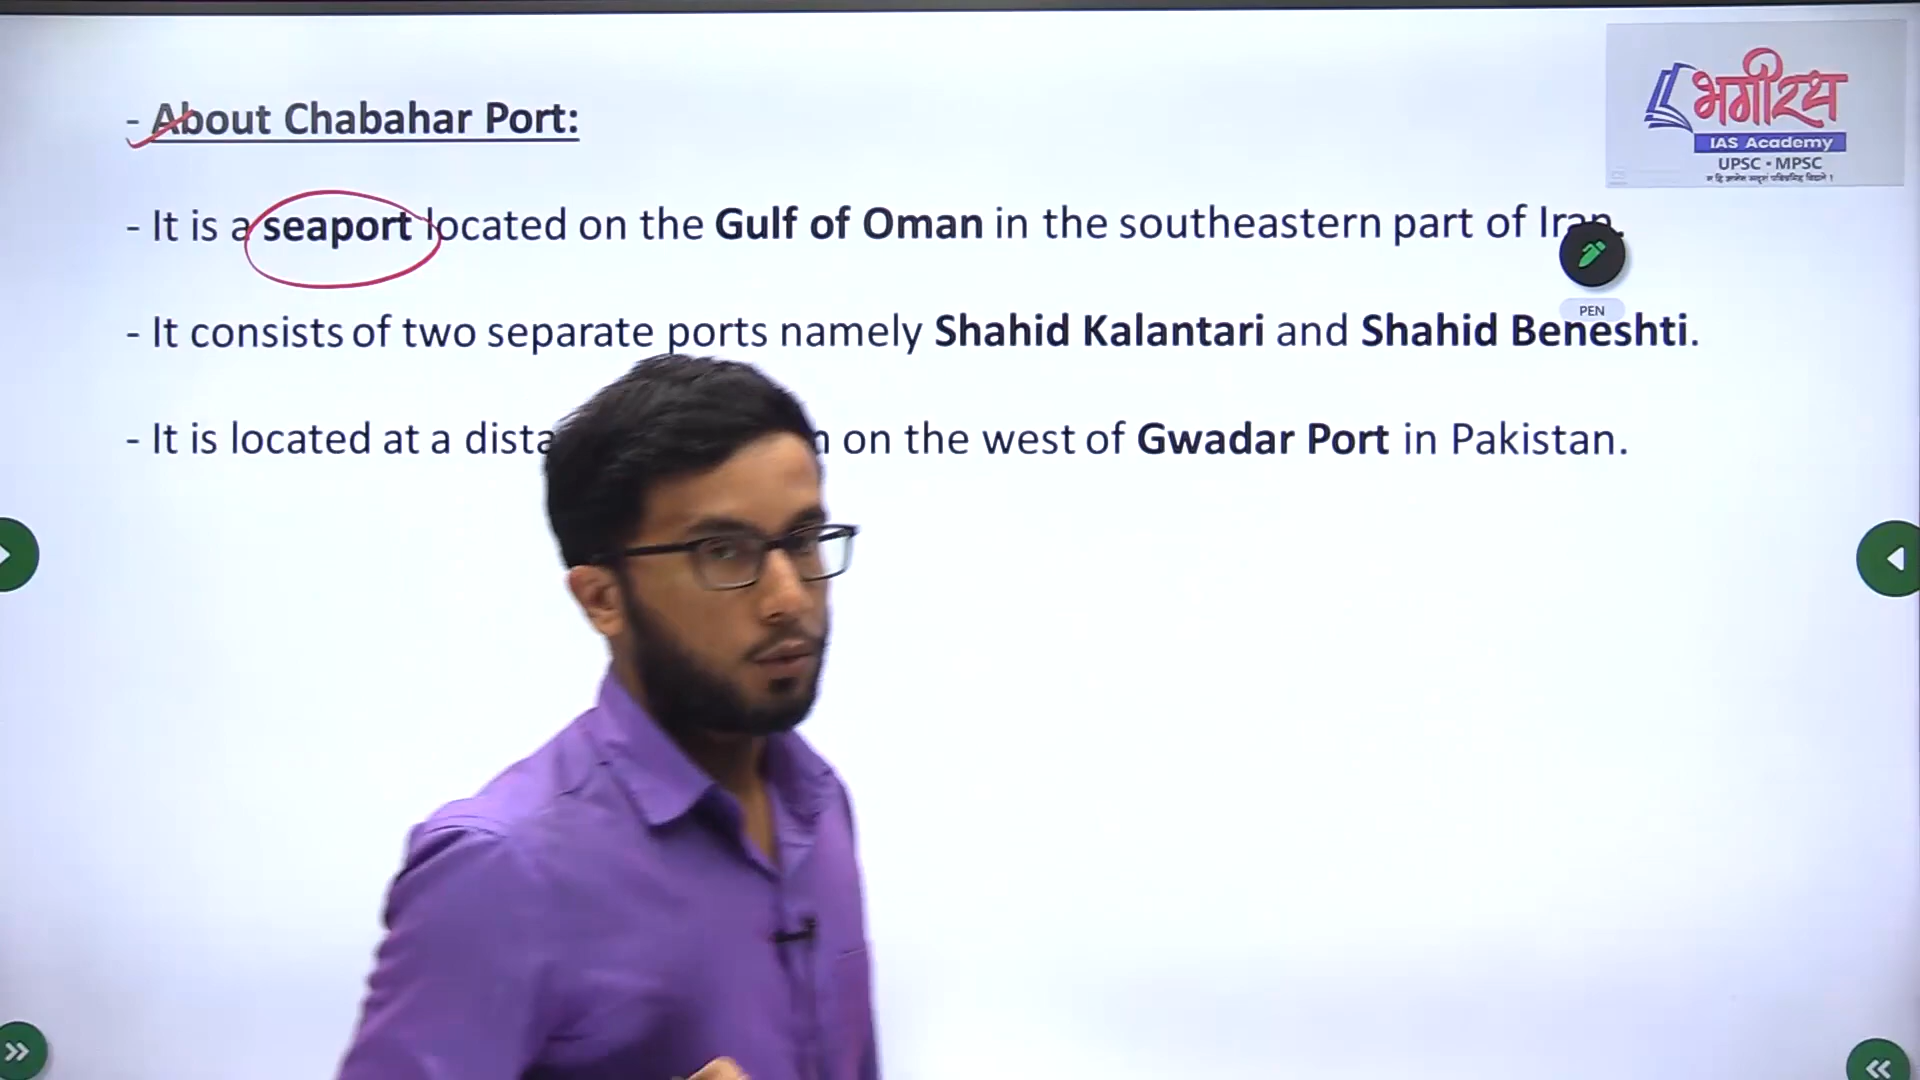 - About Chabahar Port:
- It is a seaport located on the Gulf of Oman in the southeastern part of Iran.
PEN
- It consists of two separate ports namely Shahid Kalantari and Shahid Beneshti.
- It is located at a dista on the west of Gwadar Port in Pakistan.
भगीरथ
IAS Academy
UPSC • MPSC